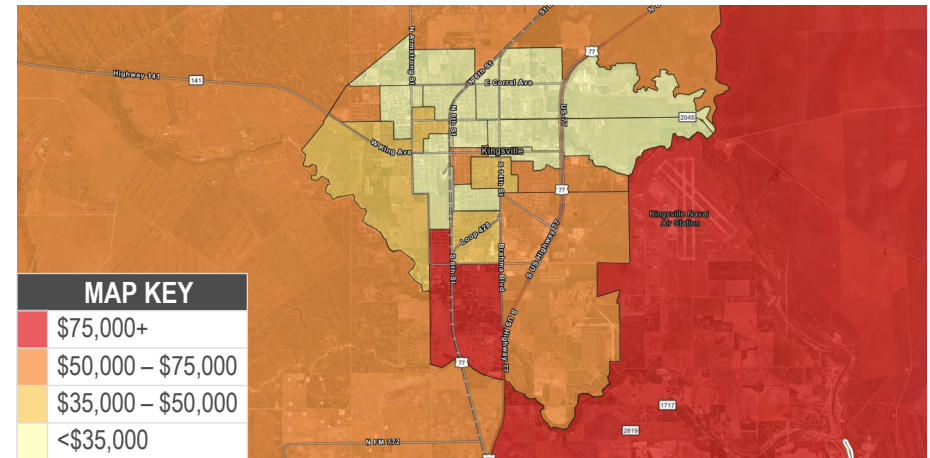 St
N
77
N Armstrong St
N 6th St
E Corral Ave
Highway 141
141
N 6th St
US-77
2045
W King Ave
Kingsville
S 14th St
77
Kingsville Naval
Air Station
Loop 428
S US Highway 77
S 6th St
Brahma Blvd
S US Highway 77
77
1717
2619
N FM 772
77
MAP KEY
$75,000+
$50,000 – $75,000
$35,000 – $50,000
<$35,000